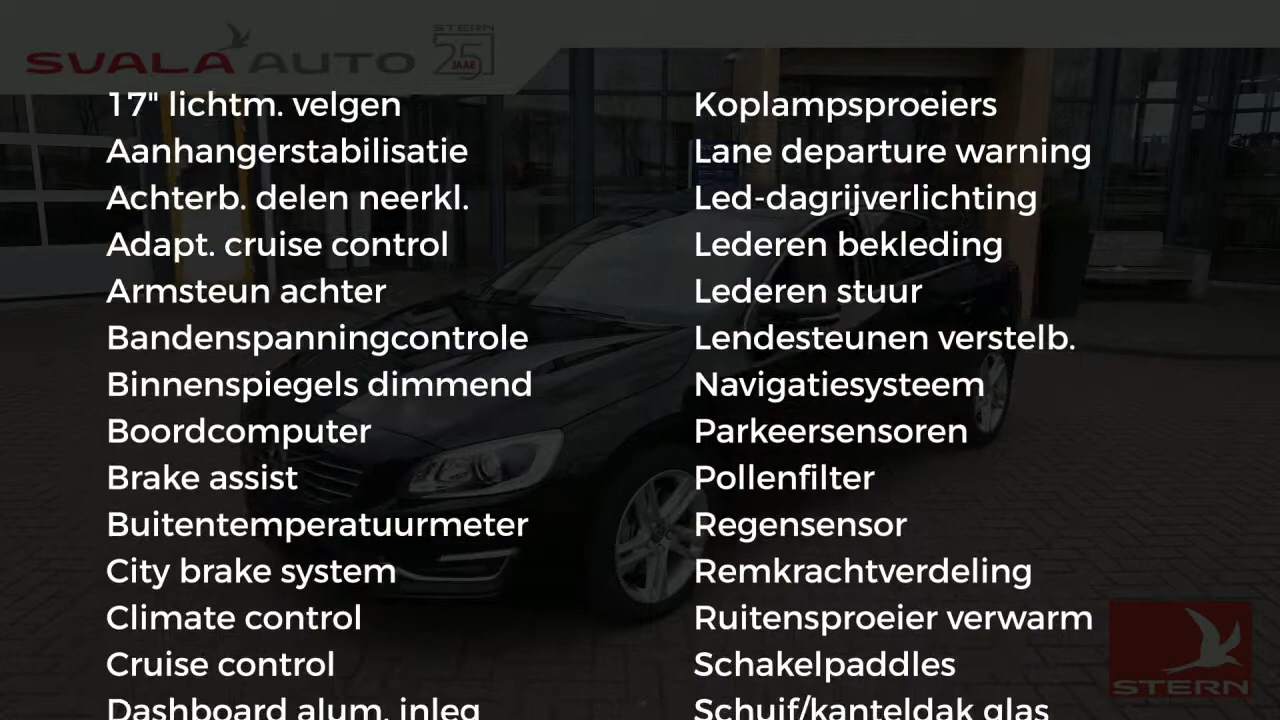 SVALA AUTO
STERN
25
JAAR
17" lichtm. velgen
Aanhangerstabilisatie
Achterb. delen neerkl.
Adapt. cruise control
Armsteun achter
Bandenspanningcontrole
Binnenspiegels dimmend
Boordcomputer
Brake assist
Buitentemperatuurmeter
City brake system
Climate control
Cruise control
Dashboard alum. inleg
Koplampsproeiers
Lane departure warning
Led-dagrijverlichting
Lederen bekleding
Lederen stuur
Lendesteunen verstelb.
Navigatiesysteem
Parkeersensoren
Pollenfilter
Regensensor
Remkrachtverdeling
Ruitensproeier verwarm
Schakelpaddles
Schuif/kanteldak glas
STERN